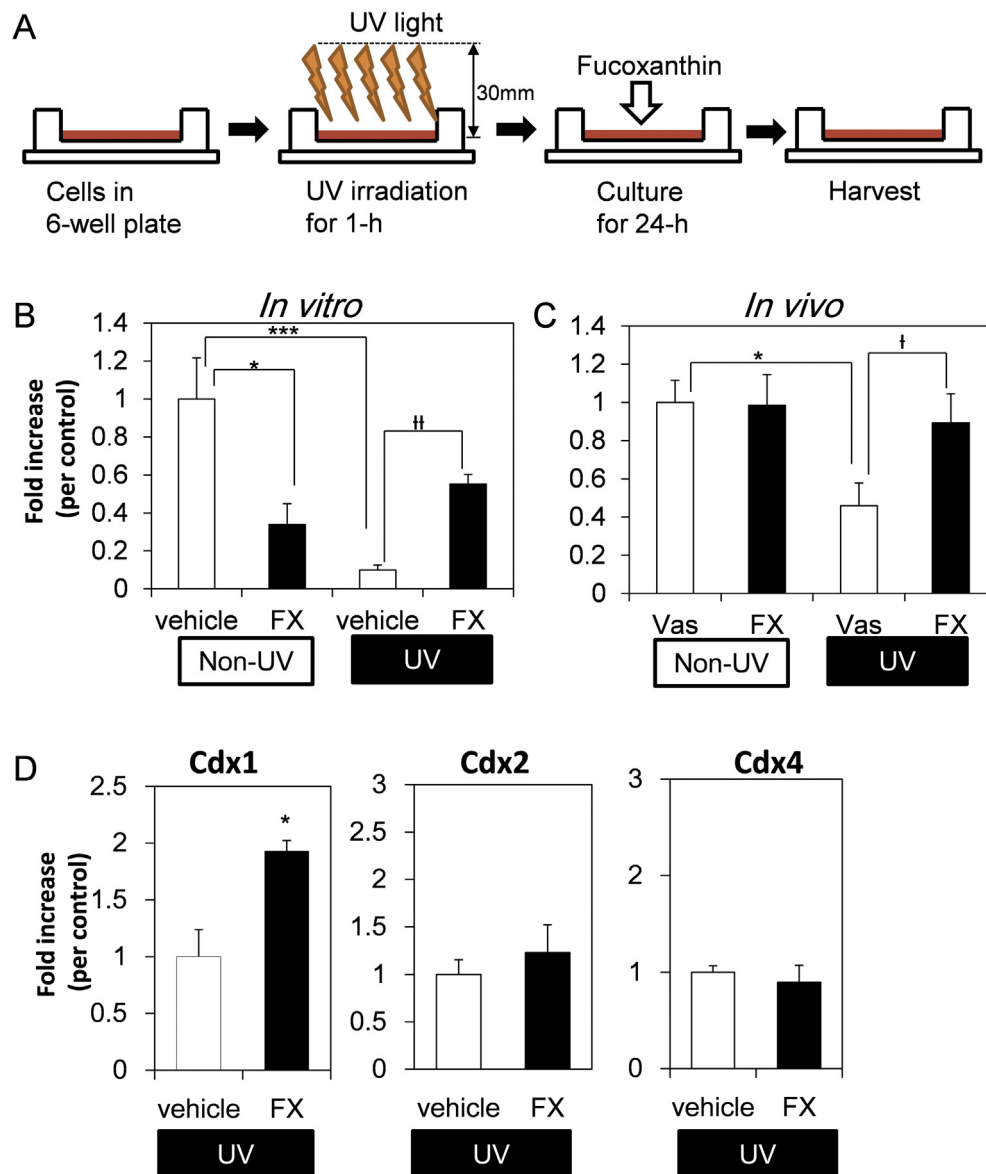 A
UV light
30mm
Fucoxanthin
Cells in
6-well plate
UV irradiation
for 1-h
Culture
for 24-h
Harvest
B
In vitro
Fold increase
(per control)
1.4
1.2
1
0.8
0.6
0.4
0.2
0
***
*
ƚƚ
vehicle FX vehicle FX
Non-UV UV
C
In vivo
1.4
1.2
1
0.8
0.6
0.4
0.2
0
*
ƚ
Vas FX Vas FX
Non-UV UV
D
Cdx1
Fold increase
(per control)
2.5
2
1.5
1
0.5
0
*
vehicle FX
UV
Cdx2
3
2.5
2
1.5
1
0.5
0
vehicle FX
UV
Cdx4
3
2
1
0
vehicle FX
UV